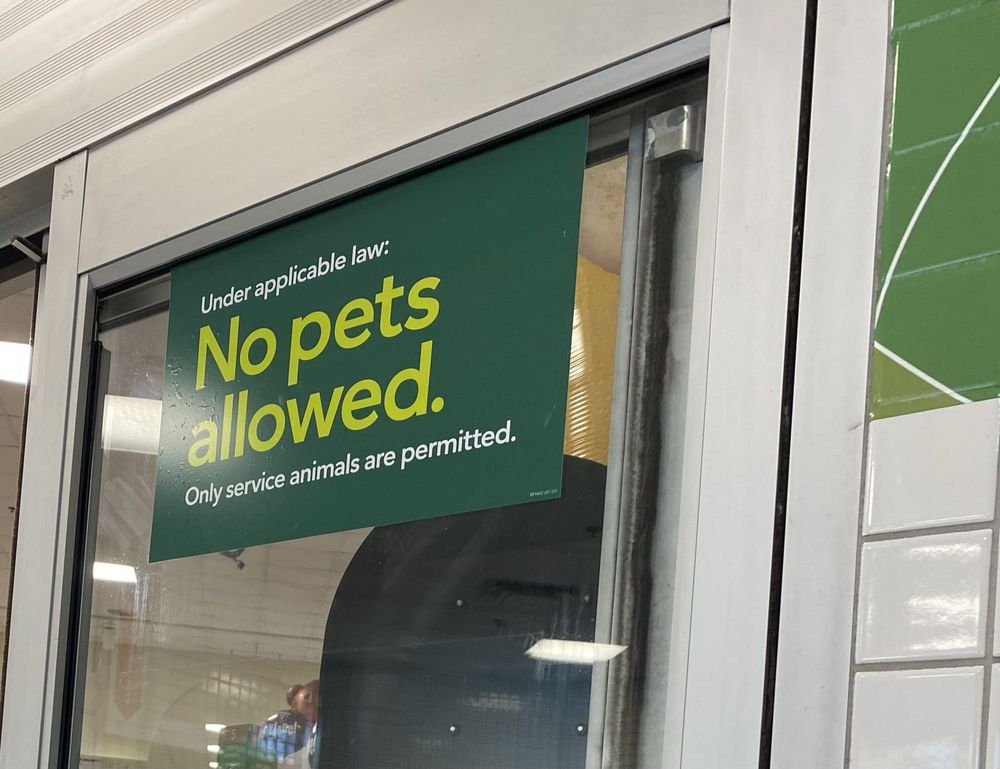 Under applicable law:
No pets
allowed.
Only service animals are permitted.